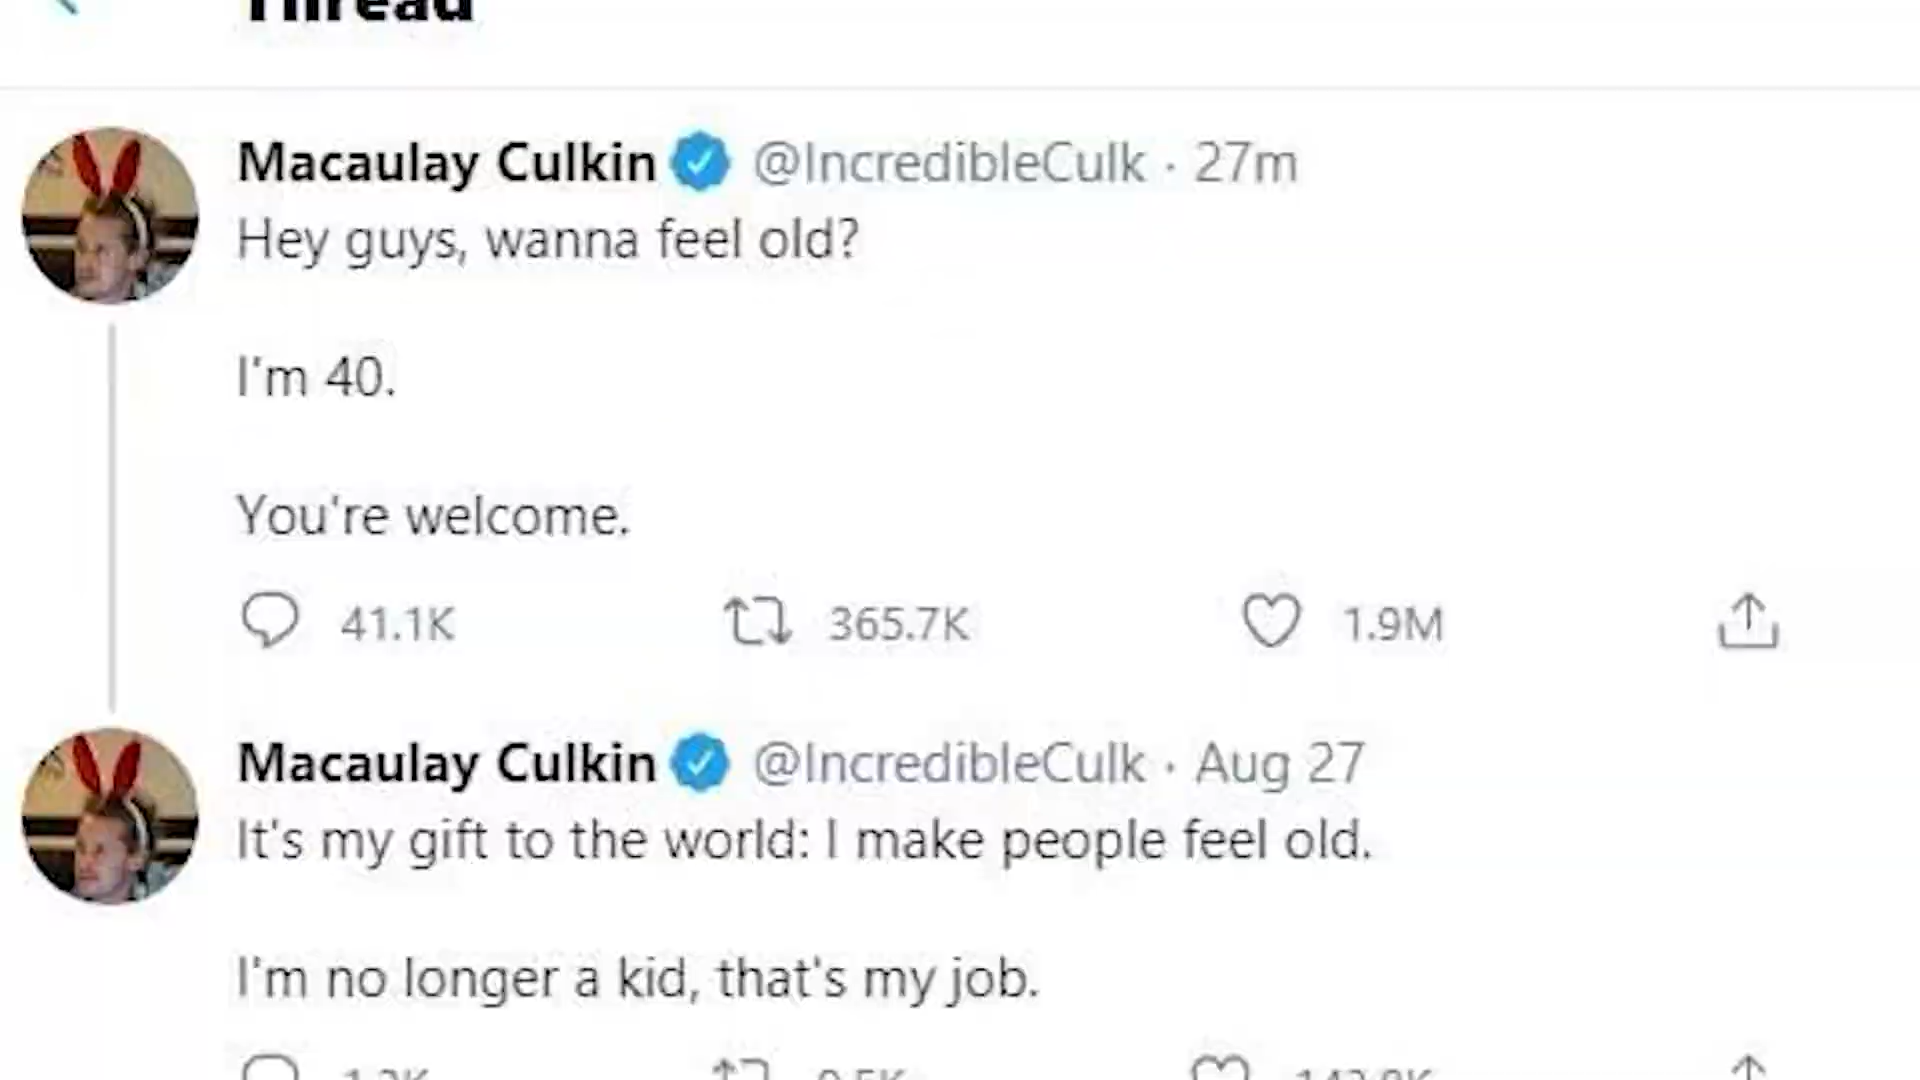 Thread
Macaulay Culkin @IncredibleCulk · 27m
Hey guys, wanna feel old?
I'm 40.
You're welcome.
41.1K 365.7K 1.9M
Macaulay Culkin @IncredibleCulk · Aug 27
It's my gift to the world: I make people feel old.
I'm no longer a kid, that's my job.